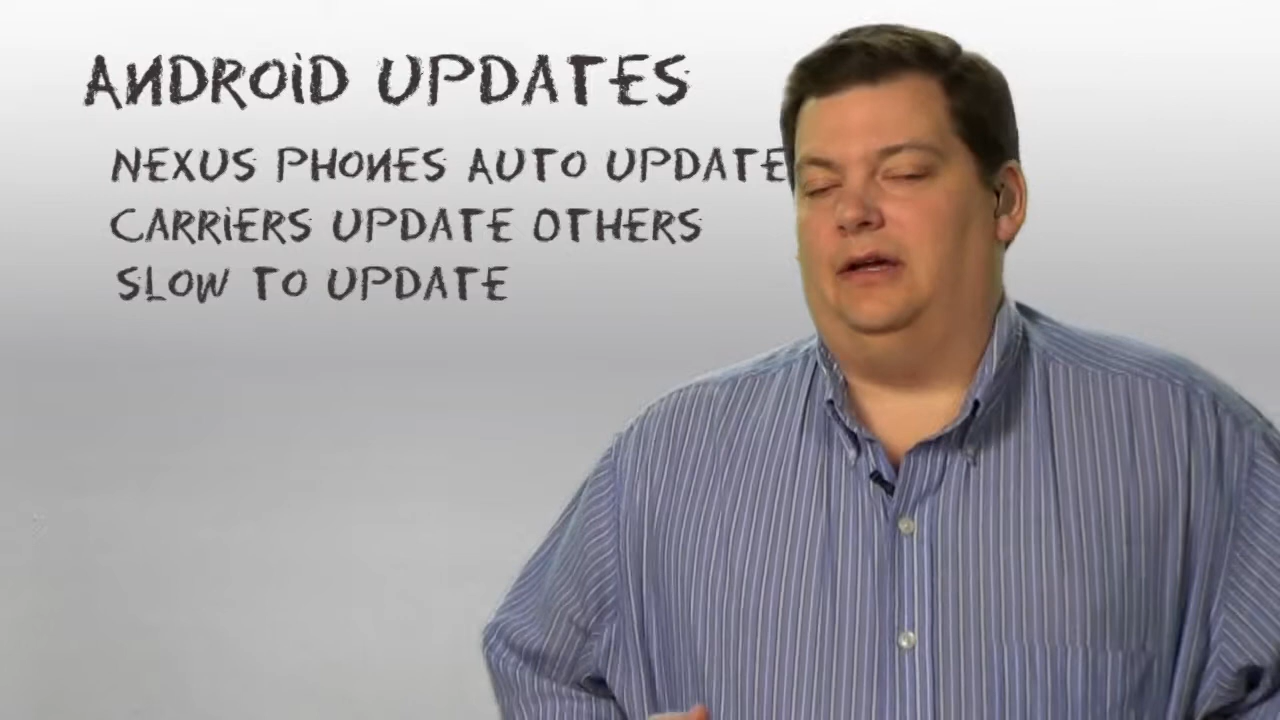 ANDROiD UPDATES
NEXUS PHONES AUTO UPDATE
CARRiERS UPDATE OTHERS
SLOW TO UPDATE